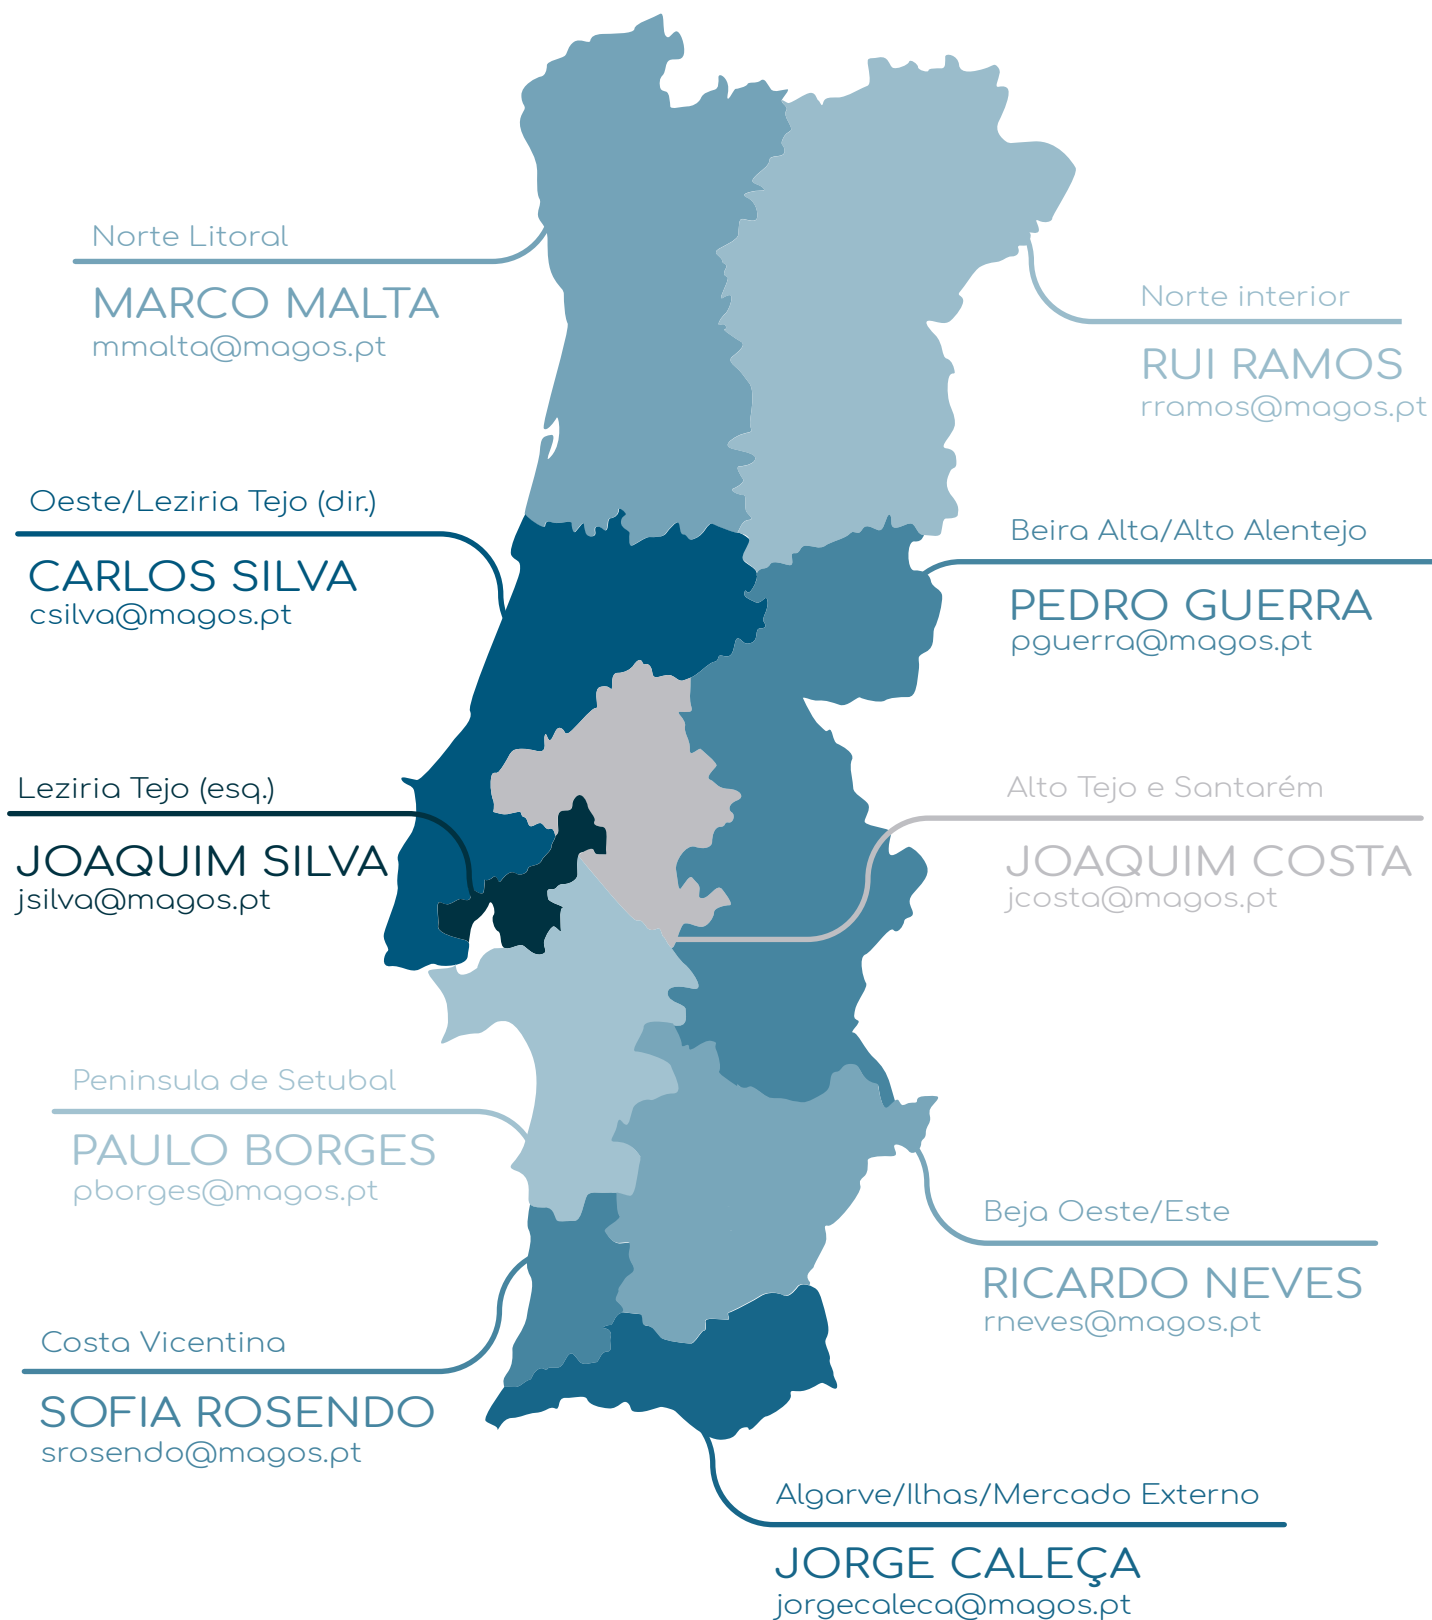 Norte Litoral
MARCO MALTA
mmalta@magos.pt
Norte interior
RUI RAMOS
rramos@magos.pt
Oeste/Leziria Tejo (dir.)
CARLOS SILVA
csilva@magos.pt
Beira Alta/Alto Alentejo
PEDRO GUERRA
pguerra@magos.pt
Leziria Tejo (esq.)
JOAQUIM SILVA
jsilva@magos.pt
Alto Tejo e Santarém
JOAQUIM COSTA
jcosta@magos.pt
Peninsula de Setubal
PAULO BORGES
pborges@magos.pt
Beja Oeste/Este
RICARDO NEVES
rneves@magos.pt
Costa Vicentina
SOFIA ROSENDO
srosendo@magos.pt
Algarve/Ilhas/Mercado Externo
JORGE CALEÇA
jorgecaleca@magos.pt